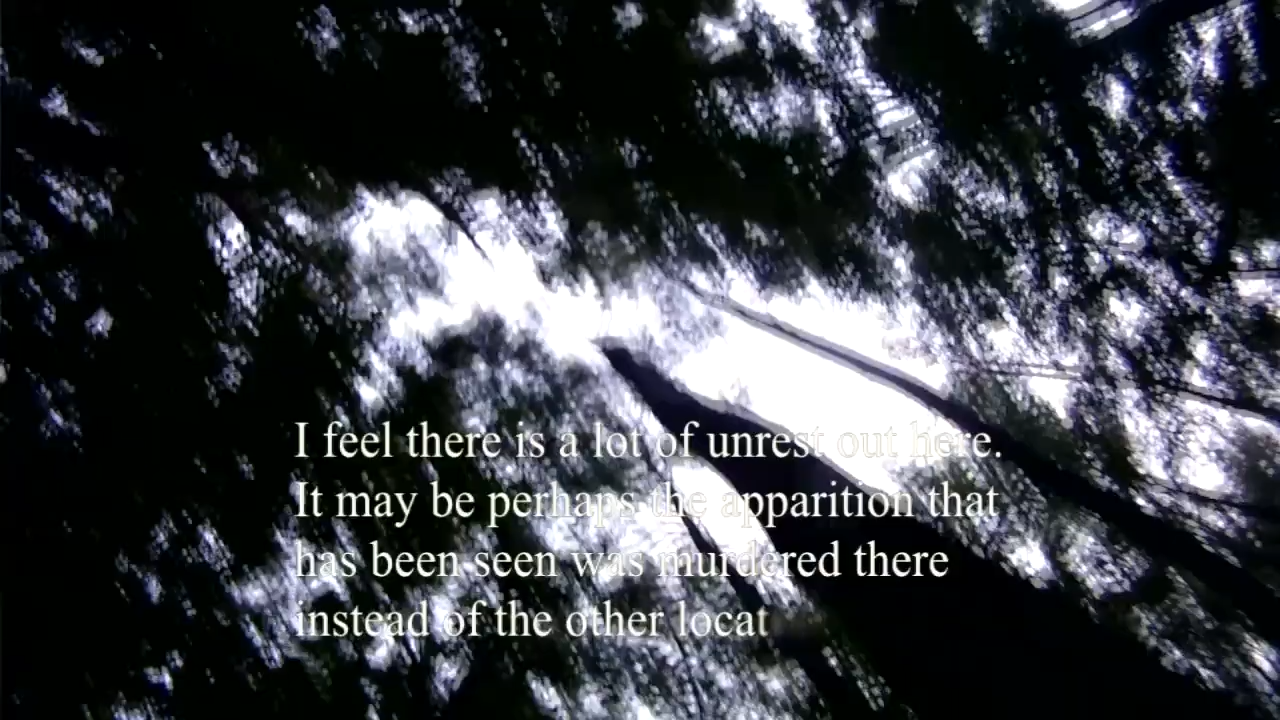 I feel there is a lot of unrest out here.
It may be perhaps the apparition that
has been seen was murdered there
instead of the other locat